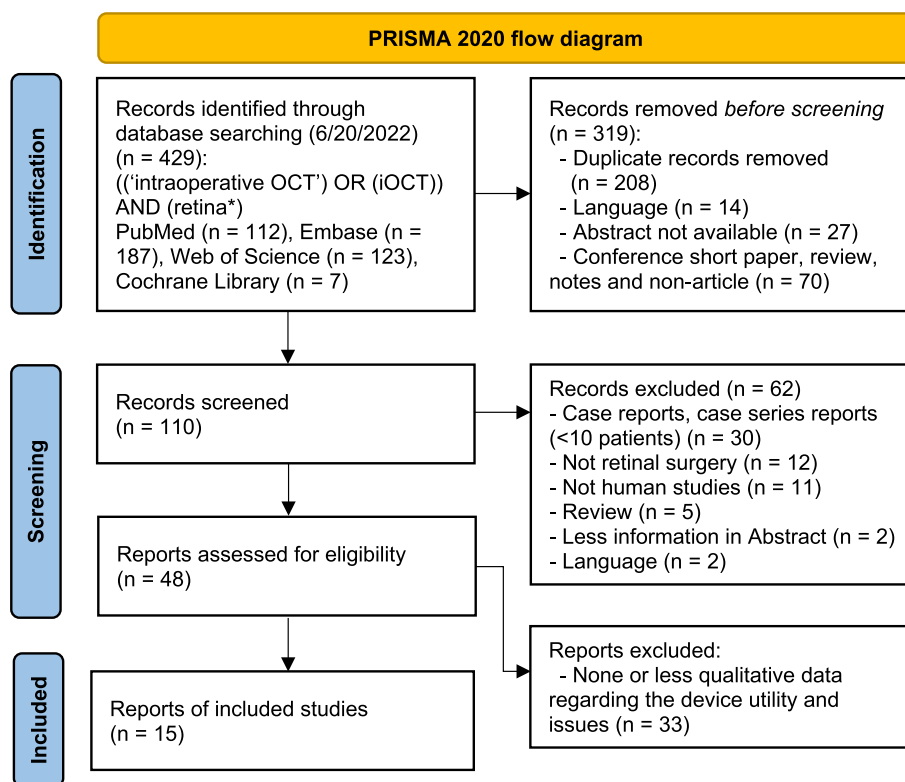 PRISMA 2020 flow diagram
Identification
Records identified through
database searching (6/20/2022)
(n = 429):
((‘intraoperative OCT’) OR (iOCT))
AND (retina*)
PubMed (n = 112), Embase (n =
187), Web of Science (n = 123),
Cochrane Library (n = 7)
Records removed before screening
(n = 319):
- Duplicate records removed
(n = 208)
- Language (n = 14)
- Abstract not available (n = 27)
- Conference short paper, review,
notes and non-article (n = 70)
Screening
Records screened
(n = 110)
Records excluded (n = 62)
- Case reports, case series reports
(<10 patients) (n = 30)
- Not retinal surgery (n = 12)
- Not human studies (n = 11)
- Review (n = 5)
- Less information in Abstract (n = 2)
- Language (n = 2)
Reports assessed for eligibility
(n = 48)
Reports excluded:
- None or less qualitative data
regarding the device utility and
issues (n = 33)
Included
Reports of included studies
(n = 15)